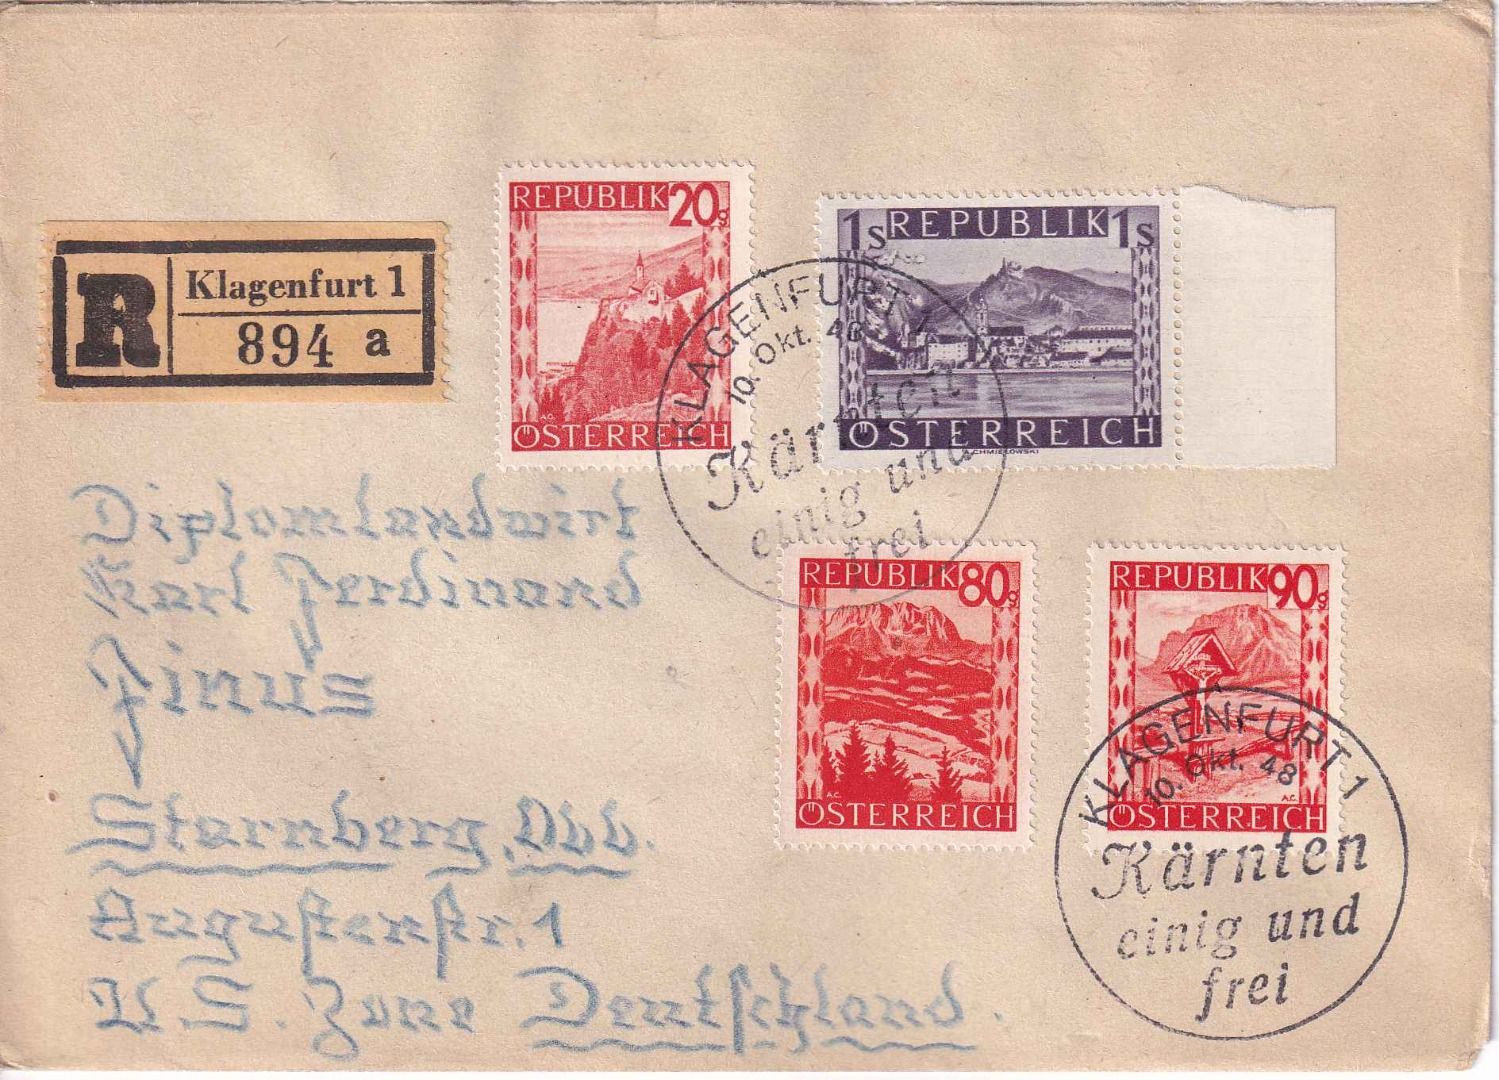 REPUBLIK 20g
ÖSTERREICH
1S REPUBLIK 1S
ÖSTERREICH
A.CHMIELOWSKI
R Klagenfurt 1
894 a
KLAGENFURT 1
10. Okt. 48
Kärnten
einig und
frei
Diplomlandwirt
Karl Ferdinand
Finus
Starnberg, Obb.
Augustenstr. 1
U. S. Zone Deutschland.
REPUBLIK 80g
A.C.
ÖSTERREICH
REPUBLIK 90g
A.C.
ÖSTERREICH
KLAGENFURT 1
10. Okt. 48
Kärnten
einig und
frei